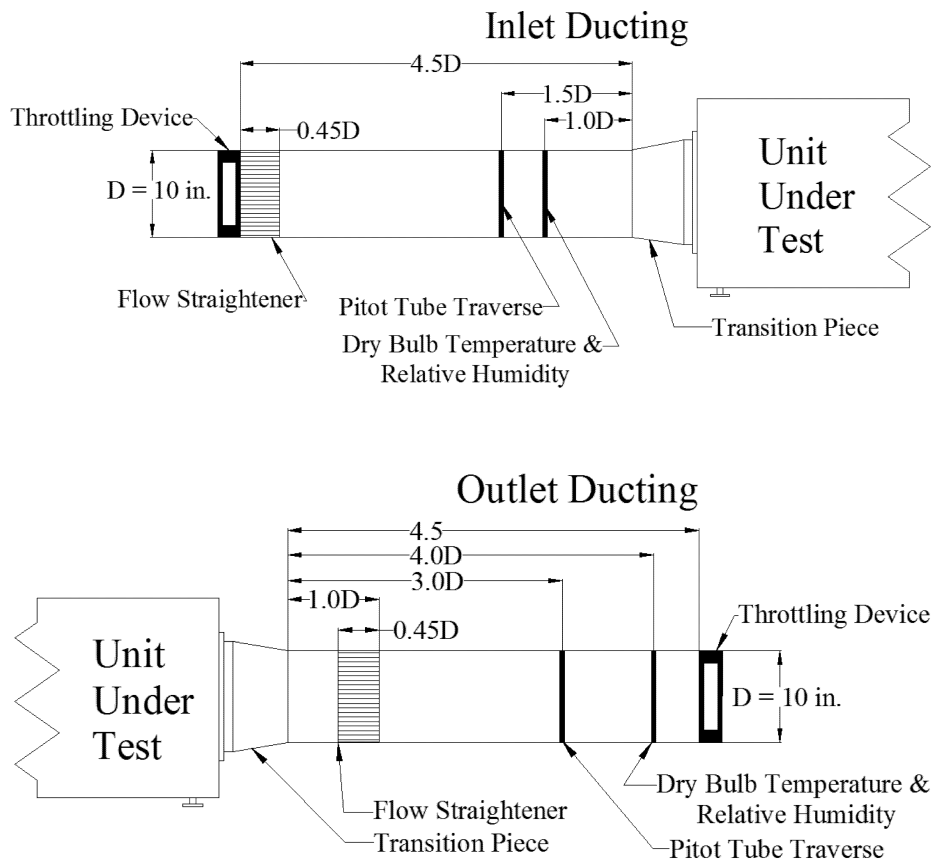 Inlet Ducting
4.5D
1.5D
Throttling Device
0.45D
1.0D
D = 10 in.
Unit
Under
Test
Flow Straightener
Pitot Tube Traverse
Transition Piece
Dry Bulb Temperature &
Relative Humidity
Outlet Ducting
4.5
4.0D
3.0D
1.0D
Throttling Device
0.45D
Unit
Under
Test
D = 10 in.
Dry Bulb Temperature &
Relative Humidity
Flow Straightener
Transition Piece
Pitot Tube Traverse